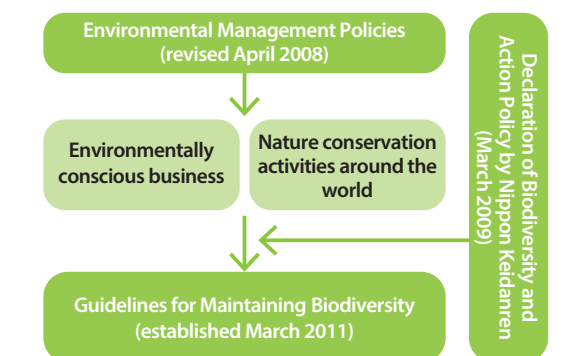 Environmental Management Policies
(revised April 2008)
Environmentally
conscious business
Nature conservation
activities around the
world
Guidelines for Maintaining Biodiversity
(established March 2011)
Declaration of Biodiversity and
Action Policy by Nippon Keidanren
(March 2009)